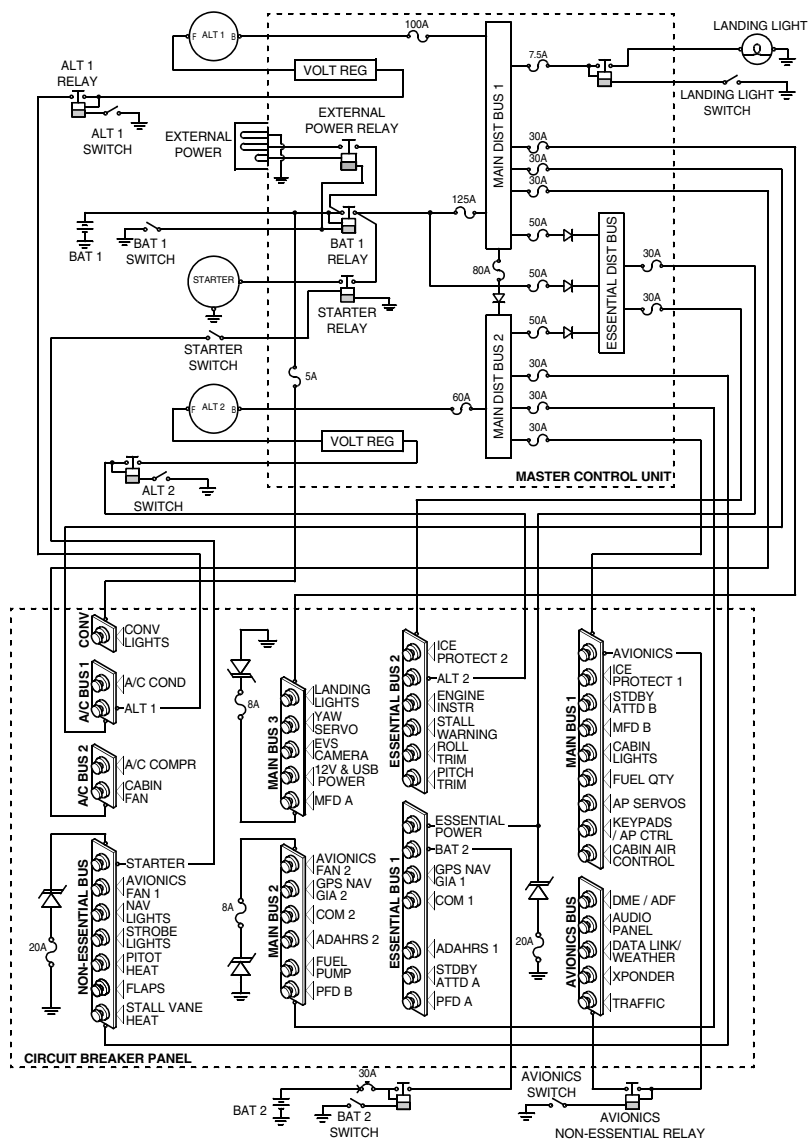 100A
F ALT 1 B
LANDING LIGHT
7.5A
VOLT REG
ALT 1
RELAY
ALT 1
SWITCH
EXTERNAL
POWER RELAY
EXTERNAL
POWER
MAIN DIST BUS 1
LANDING LIGHT
SWITCH
30A
30A
30A
125A
BAT 1
BAT 1
SWITCH
BAT 1
RELAY
50A
ESSENTIAL DIST BUS
30A
80A
STARTER
50A
30A
STARTER
RELAY
STARTER
SWITCH
50A
MAIN DIST BUS 2
5A
30A
F ALT 2 B
60A
30A
30A
VOLT REG
MASTER CONTROL UNIT
ALT 2
SWITCH
CONV
CONV
LIGHTS
A/C BUS 1
A/C COND
ALT 1
A/C BUS 2
A/C COMPR
CABIN
FAN
NON-ESSENTIAL BUS
STARTER
AVIONICS
FAN 1
NAV
LIGHTS
STROBE
LIGHTS
PITOT
HEAT
FLAPS
STALL VANE
HEAT
20A
8A
MAIN BUS 3
LANDING
LIGHTS
YAW
SERVO
EVS
CAMERA
12V & USB
POWER
MFD A
8A
MAIN BUS 2
AVIONICS
FAN 2
GPS NAV
GIA 2
COM 2
ADAHRS 2
FUEL
PUMP
PFD B
ESSENTIAL BUS 2
ICE
PROTECT 2
ALT 2
ENGINE
INSTR
STALL
WARNING
ROLL
TRIM
PITCH
TRIM
ESSENTIAL BUS 1
ESSENTIAL
POWER
BAT 2
GPS NAV
GIA 1
COM 1
ADAHRS 1
STDBY
ATTD A
PFD A
20A
MAIN BUS 1
AVIONICS
ICE
PROTECT 1
STDBY
ATTD B
MFD B
CABIN
LIGHTS
FUEL QTY
AP SERVOS
KEYPADS
/ AP CTRL
CABIN AIR
CONTROL
AVIONICS BUS
DME / ADF
AUDIO
PANEL
DATA LINK/
WEATHER
XPONDER
TRAFFIC
CIRCUIT BREAKER PANEL
30A
BAT 2
BAT 2
SWITCH
AVIONICS
SWITCH
AVIONICS
NON-ESSENTIAL RELAY